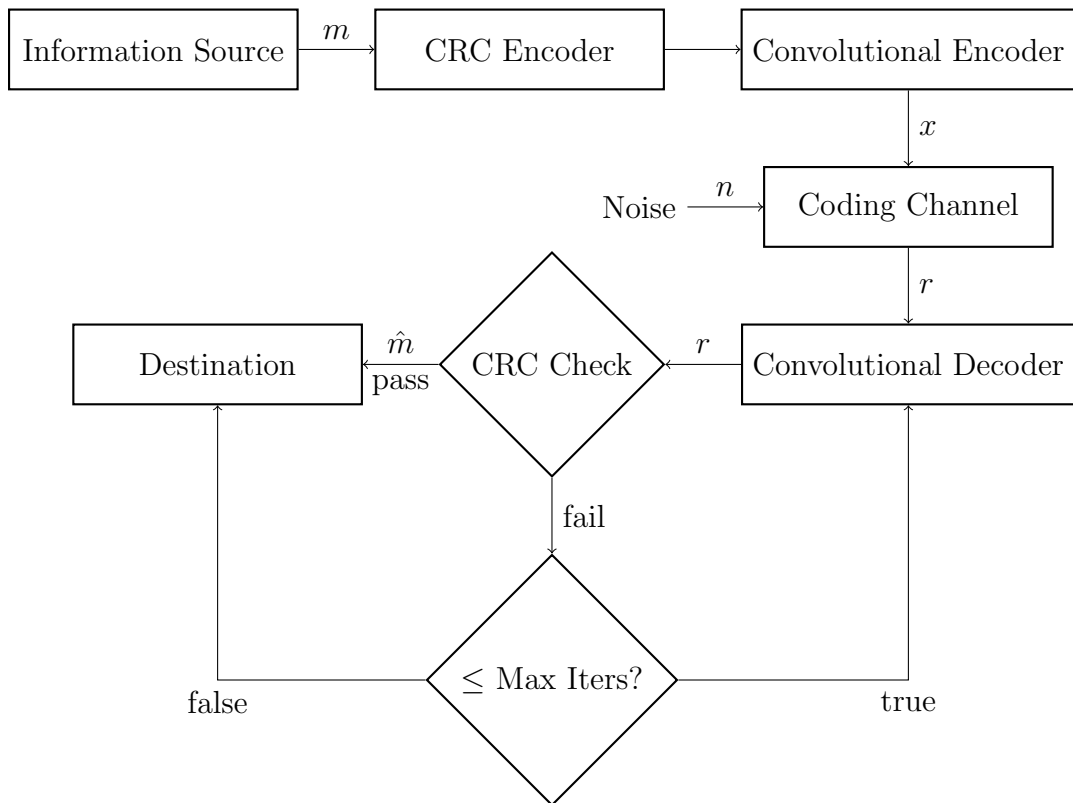 Information Source
m
CRC Encoder
Convolutional Encoder
x
Noise
n
Coding Channel
r
Destination
m̂
pass
CRC Check
r
Convolutional Decoder
fail
≤ Max Iters?
false
true